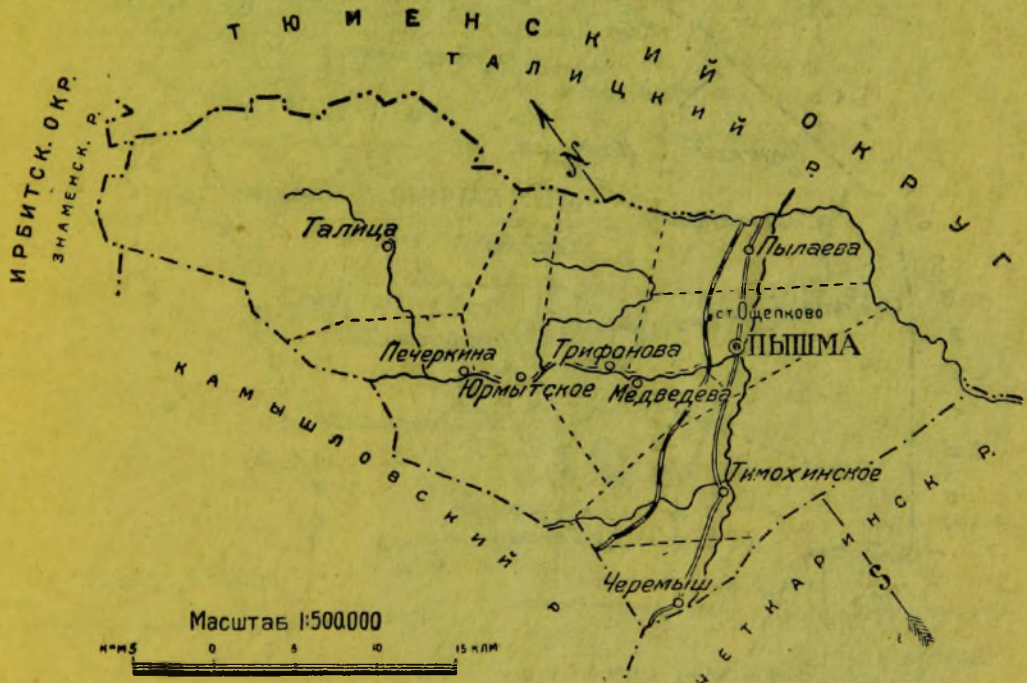 ТЮМЕНСКИЙ ОКРУГ
ТАЛИЦКИЙ Р.
ИРБИТСК. ОКР.
ЗНАМЕНСК. Р.
N
Талица
Пылаева
ст. Ощепково
ПЫШМА
Печеркина
Трифонова
Юрмытское
Медведева
КАМЫШЛОВСКИЙ Р
Тимохинское
Черемыш
ЧЕТКАРИНСК. Р.
S
Масштаб 1:500.000
0 5 10 15 КЛМ